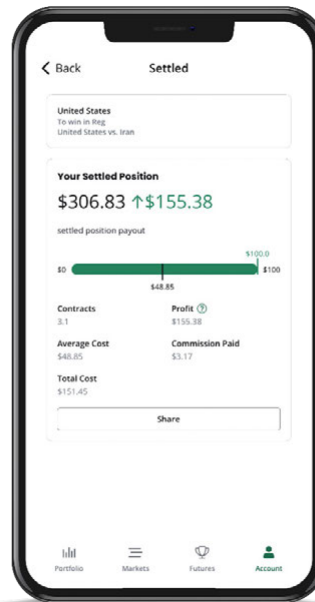 Back
Settled
United States
To win in Reg
United States vs. Iran
Your Settled Position
$306.83 ↑$155.38
settled position payout
$100.0
$0
$100
$48.85
Contracts
Profit ?
3.1
$155.38
Average Cost
Commission Paid
$48.85
$3.17
Total Cost
$151.45
Share
Portfolio
Markets
Futures
Account